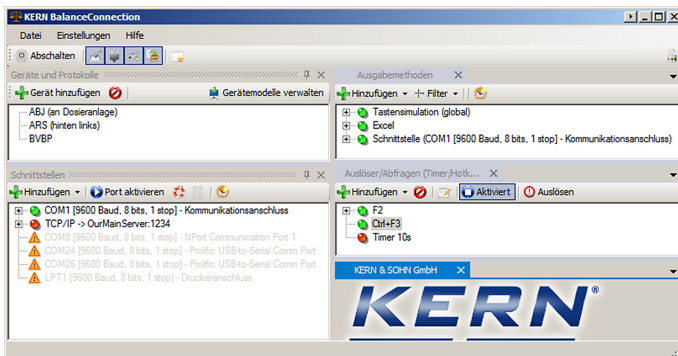 KERN BalanceConnection
Datei Einstellungen Hilfe
Abschalten
Geräte und Protokolle
Gerät hinzufügen Gerätemodelle verwalten
ABJ (an Dosieranlage)
ARS (hinten links)
BVBP
Ausgabemethoden
Hinzufügen Filter
Tastensimulation (global)
Excel
Schnittstelle (COM1 [9600 Baud, 8 bits, 1 stop] - Kommunikationsanschluss)
Schnittstellen
Hinzufügen Port aktivieren
COM1 [9600 Baud, 8 bits, 1 stop] - Kommunikationsanschluss
TCP/IP -> OurMainServer:1234
COM8 [9600 Baud, 8 bits, 1 stop] - NPort Communication Port 1
COM24 [9600 Baud, 8 bits, 1 stop] - Prolific USB-to-Serial Comm Port
COM26 [9600 Baud, 8 bits, 1 stop] - Prolific USB-to-Serial Comm Port
LPT1 [9600 Baud, 8 bits, 1 stop] - Druckeranschluss
Auslöser/Abfragen (Timer/Hotk...
Hinzufügen Aktiviert Auslösen
F2
Ctrl+F3
Timer 10s
KERN & SOHN GmbH
KERN®